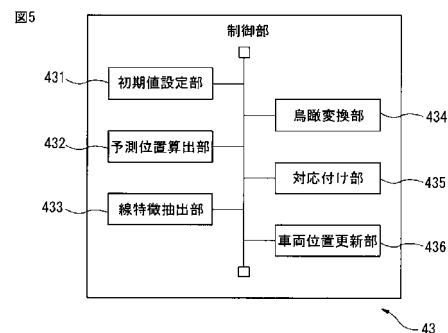 図5
制御部
431
初期値設定部
432
予測位置算出部
433
線特徴抽出部
鳥瞰変換部
434
対応付け部
435
車両位置更新部
436
43